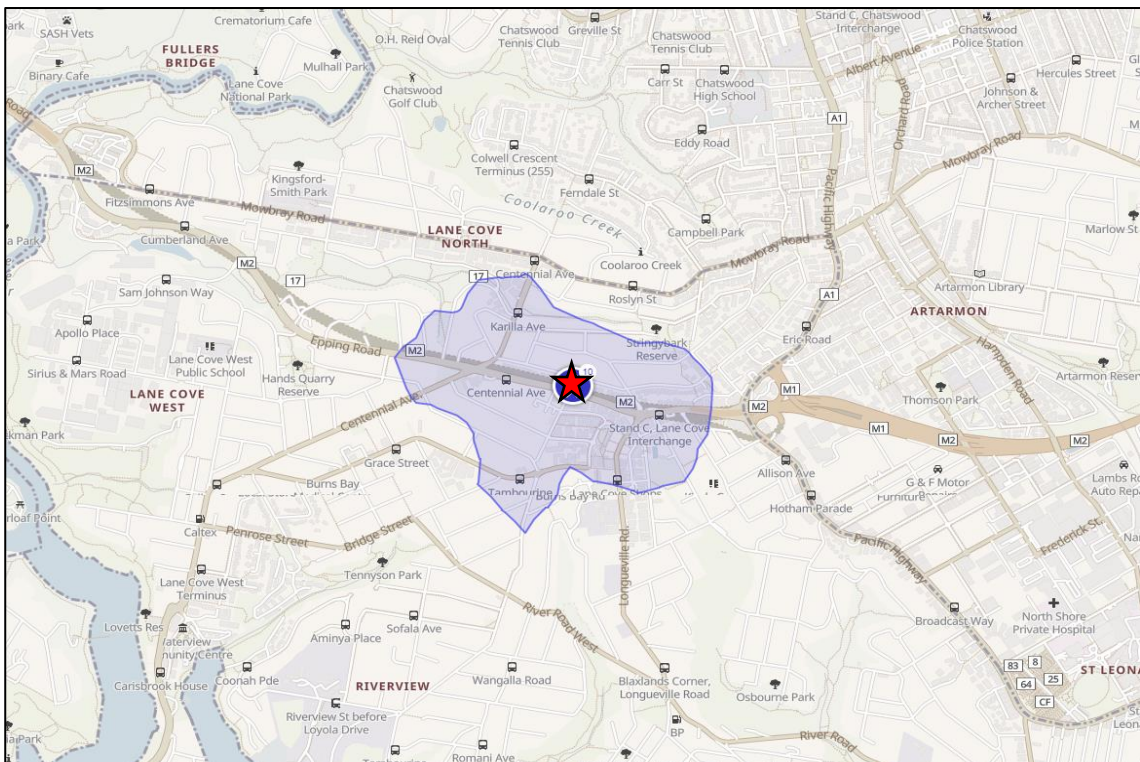 Crematorium Cafe
SASH Vets
Binary Cafe
FULLERS
BRIDGE
Mulhall Park
Lane Cove
National Park
O.H. Reid Oval
Chatswood
Golf Club
Greville St
Chatswood
Tennis Club
Chatswood
Tennis Club
Carr St
Chatswood
High School
Stand C, Chatswood
Interchange
Chatswood
Police Station
Albert Avenue
Hercules Street
Johnson &
Archer Street
Orchard Road
A1
Eddy Road
Mowbray Road
Pacific Highway
Marlow St
Road
M2
Fitzsimmons Ave
Kingsford-
Smith Park
Mowbray Road
Colwell Crescent
Terminus (255)
Ferndale St
Coolaroo Creek
Campbell Park
Cumberland Ave
LANE COVE
NORTH
Coolaroo Creek
Mowbray Road
M2
17
17
Centennial Ave
Sam Johnson Way
Roslyn St
A1
Artarmon Library
ARTARMON
Karilla Ave
Apollo Place
Lane Cove West
Public School
Epping Road
M2
Stringybark
Reserve
Eric Road
Hampden Road
Sirius & Mars Road
Hands Quarry
Reserve
10
Artarmon Reserve
LANE COVE
WEST
Centennial Ave
Centennial Ave
M2
M2
M1
M1
M2
Thomson Park
Stand C, Lane Cove
Interchange
Grace Street
Allison Ave
G & F Motor
Lambs Ro
Auto Repai
Burns Bay
Tambourine
Lane Cove Shops
Burns Bay Rd
Hotham Parade
Caltex
Penrose Street
Bridge Street
Frederick St
Pacific Highway
Lane Cove West
Terminus
Tennyson Park
Longueville Rd
Lovetts Res
River Road West
Broadcast Way
North Shore
Private Hospital
Aminya Place
Sofala Ave
Carisbrook House
Coonah Pde
RIVERVIEW
Wangalla Road
Blaxlands Corner,
Longueville Road
Osbourne Park
83
8
64
25
CF
ST LEONA
Riverview St before
Loyola Drive
BP
River Road
Romani Ave